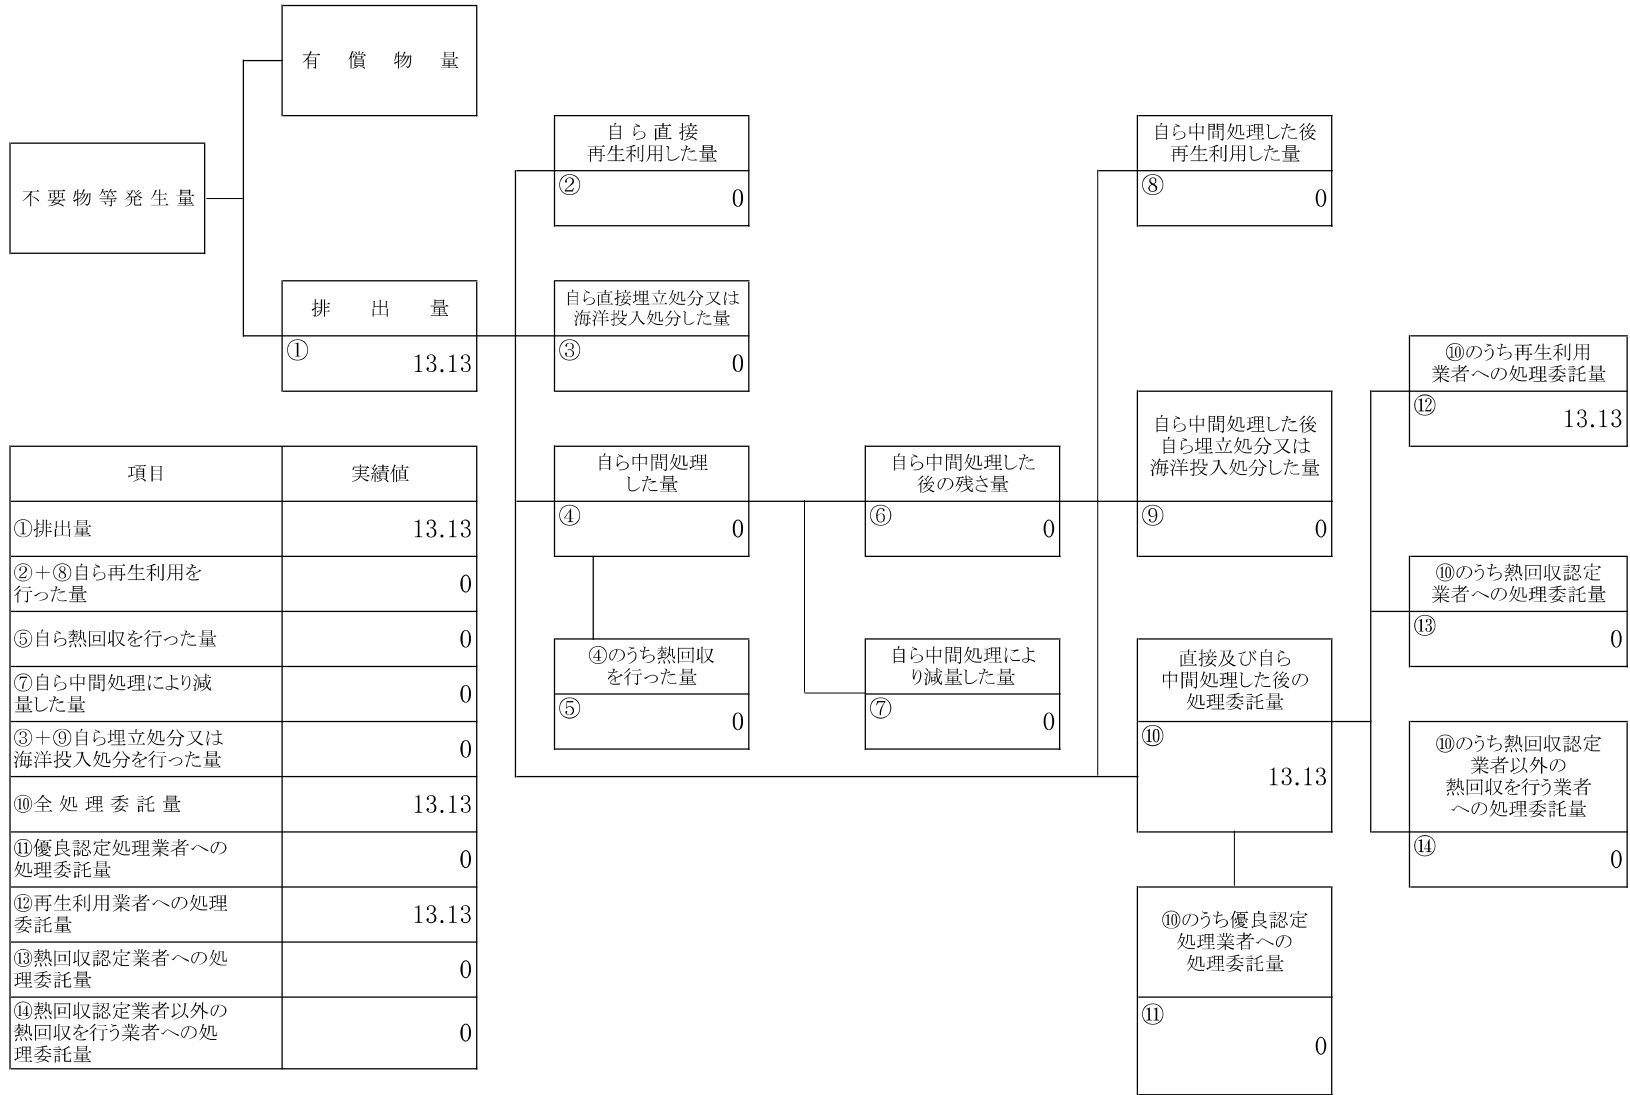 有償物量
不要物等発生量
排出量
①
13.13
自ら直接
再生利用した量
②
0
自ら直接埋立処分又は
海洋投入処分した量
③
0
自ら中間処理
した量
④
0
④のうち熱回収
を行った量
⑤
0
自ら中間処理した
後の残さ量
⑥
0
自ら中間処理によ
り減量した量
⑦
0
自ら中間処理した後
再生利用した量
⑧
0
自ら中間処理した後
自ら埋立処分又は
海洋投入処分した量
⑨
0
直接及び自ら
中間処理した後の
処理委託量
⑩
13.13
⑩のうち優良認定
処理業者への
処理委託量
⑪
0
⑩のうち再生利用
業者への処理委託量
⑫
13.13
⑩のうち熱回収認定
業者への処理委託量
⑬
0
⑩のうち熱回収認定
業者以外の
熱回収を行う業者
への処理委託量
⑭
0
項目 実績値
①排出量 13.13
②＋⑧自ら再生利用を
行った量 0
⑤自ら熱回収を行った量 0
⑦自ら中間処理により減
量した量 0
③＋⑨自ら埋立処分又は
海洋投入処分を行った量 0
⑩全処理委託量 13.13
⑪優良認定処理業者への
処理委託量 0
⑫再生利用業者への処理
委託量 13.13
⑬熱回収認定業者への処
理委託量 0
⑭熱回収認定業者以外の
熱回収を行う業者への処
理委託量 0